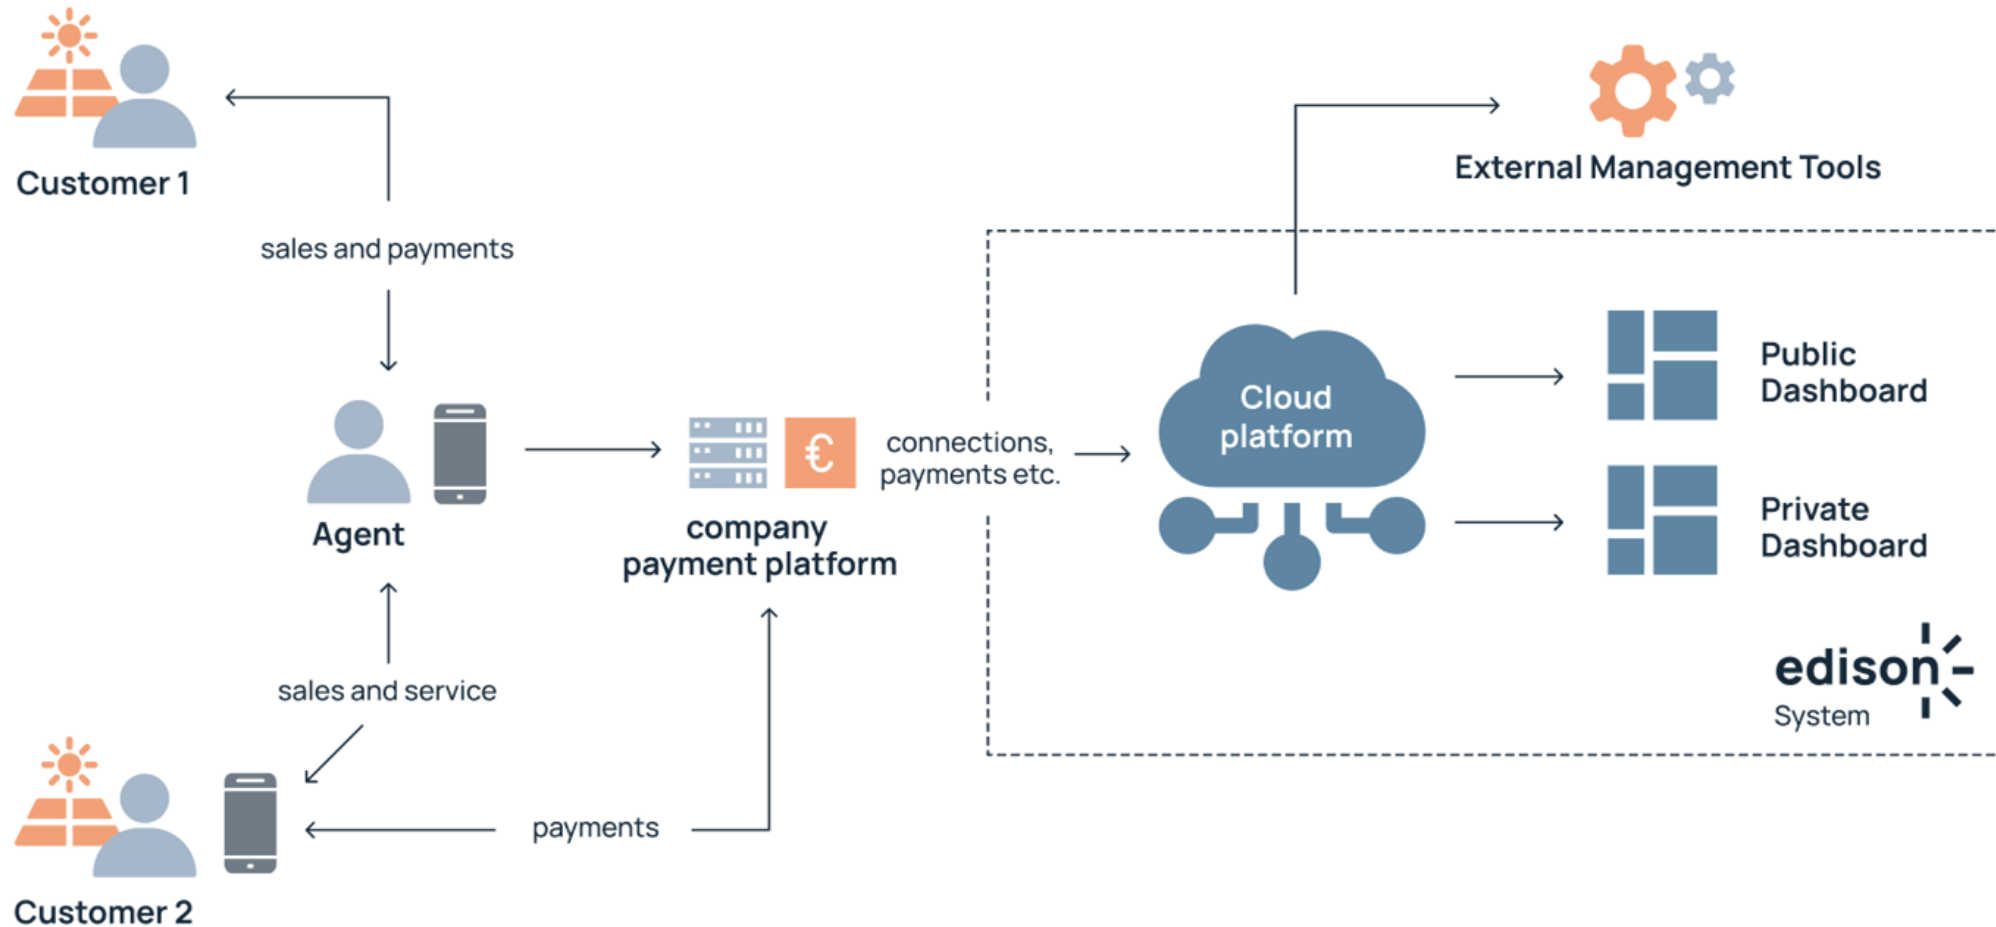 Customer 1
sales and payments
External Management Tools
Agent
€
company
payment platform
connections,
payments etc.
Cloud
platform
Public
Dashboard
Private
Dashboard
edison
System
sales and service
payments
Customer 2